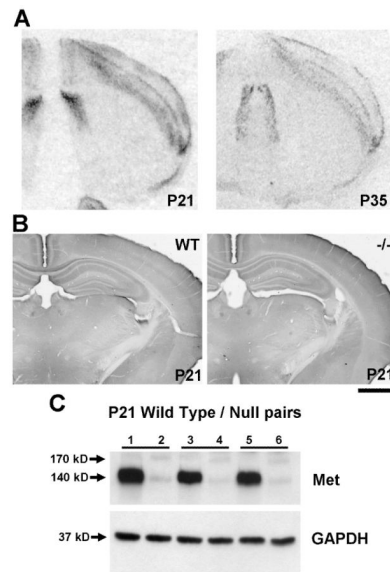 A
P21
P35
B
WT
-/-
P21
P21
C
P21 Wild Type / Null pairs
1 2 3 4 5 6
170 kD
140 kD
Met
37 kD
GAPDH